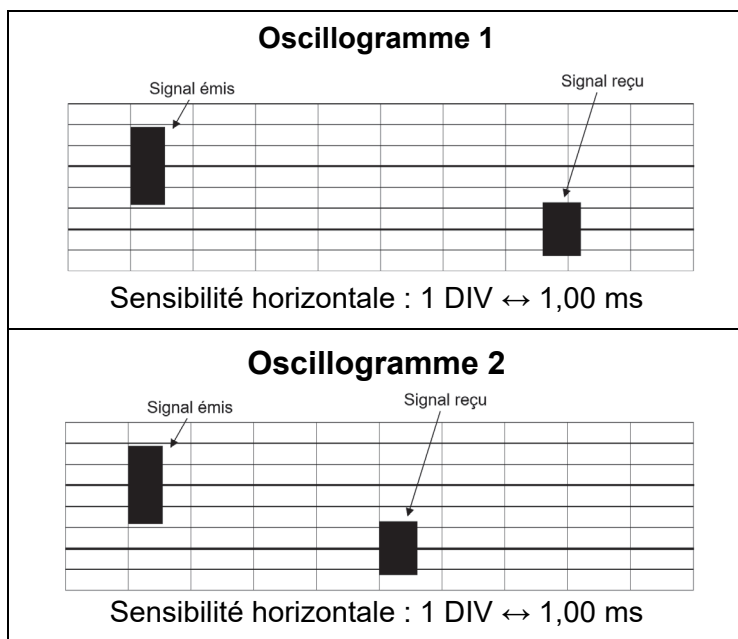 Oscillogramme 1
Signal émis
Signal reçu
Sensibilité horizontale : 1 DIV ↔ 1,00 ms
Oscillogramme 2
Signal émis
Signal reçu
Sensibilité horizontale : 1 DIV ↔ 1,00 ms